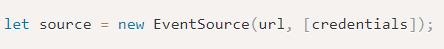 let source = new EventSource(url, [credentials]);